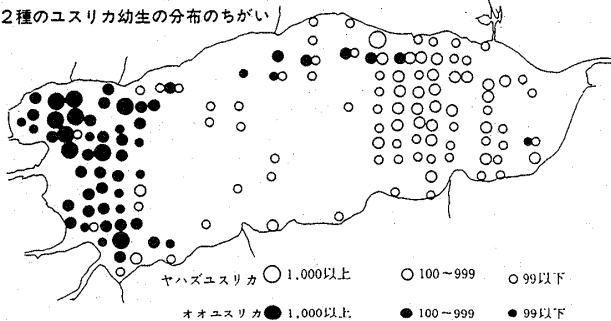 2種のユスリカ幼生の分布のちがい
ヤハズユスリカ 1,000以上 100~999 99以下
オオユスリカ 1,000以上 100~999 99以下